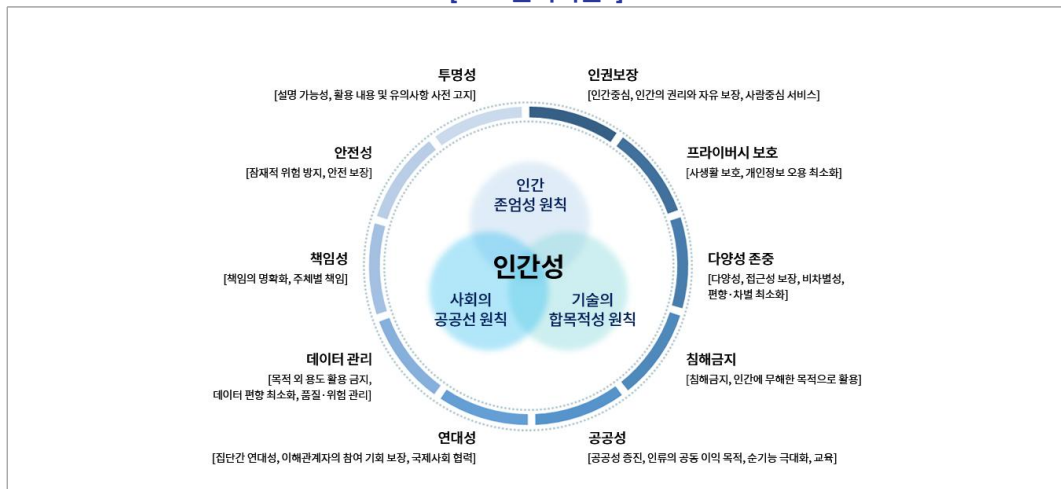 투명성
[설명 가능성, 활용 내용 및 유의사항 사전 고지]
인권보장
[인간중심, 인간의 권리와 자유 보장, 사람중심 서비스]
안전성
[잠재적 위험 방지, 안전 보장]
프라이버시 보호
[사생활 보호, 개인정보 오용 최소화]
인간
존엄성 원칙
인간성
사회의
공공선 원칙
기술의
합목적성 원칙
책임성
[책임의 명확화, 주체별 책임]
다양성 존중
[다양성, 접근성 보장, 비차별성,
편향·차별 최소화]
데이터 관리
[목적 외 용도 활용 금지,
데이터 편향 최소화, 품질·위험 관리]
침해금지
[침해금지, 인간에 무해한 목적으로 활용]
연대성
[집단간 연대성, 이해관계자의 참여 기회 보장, 국제사회 협력]
공공성
[공공성 증진, 인류의 공동 이익 목적, 순기능 극대화, 교육]